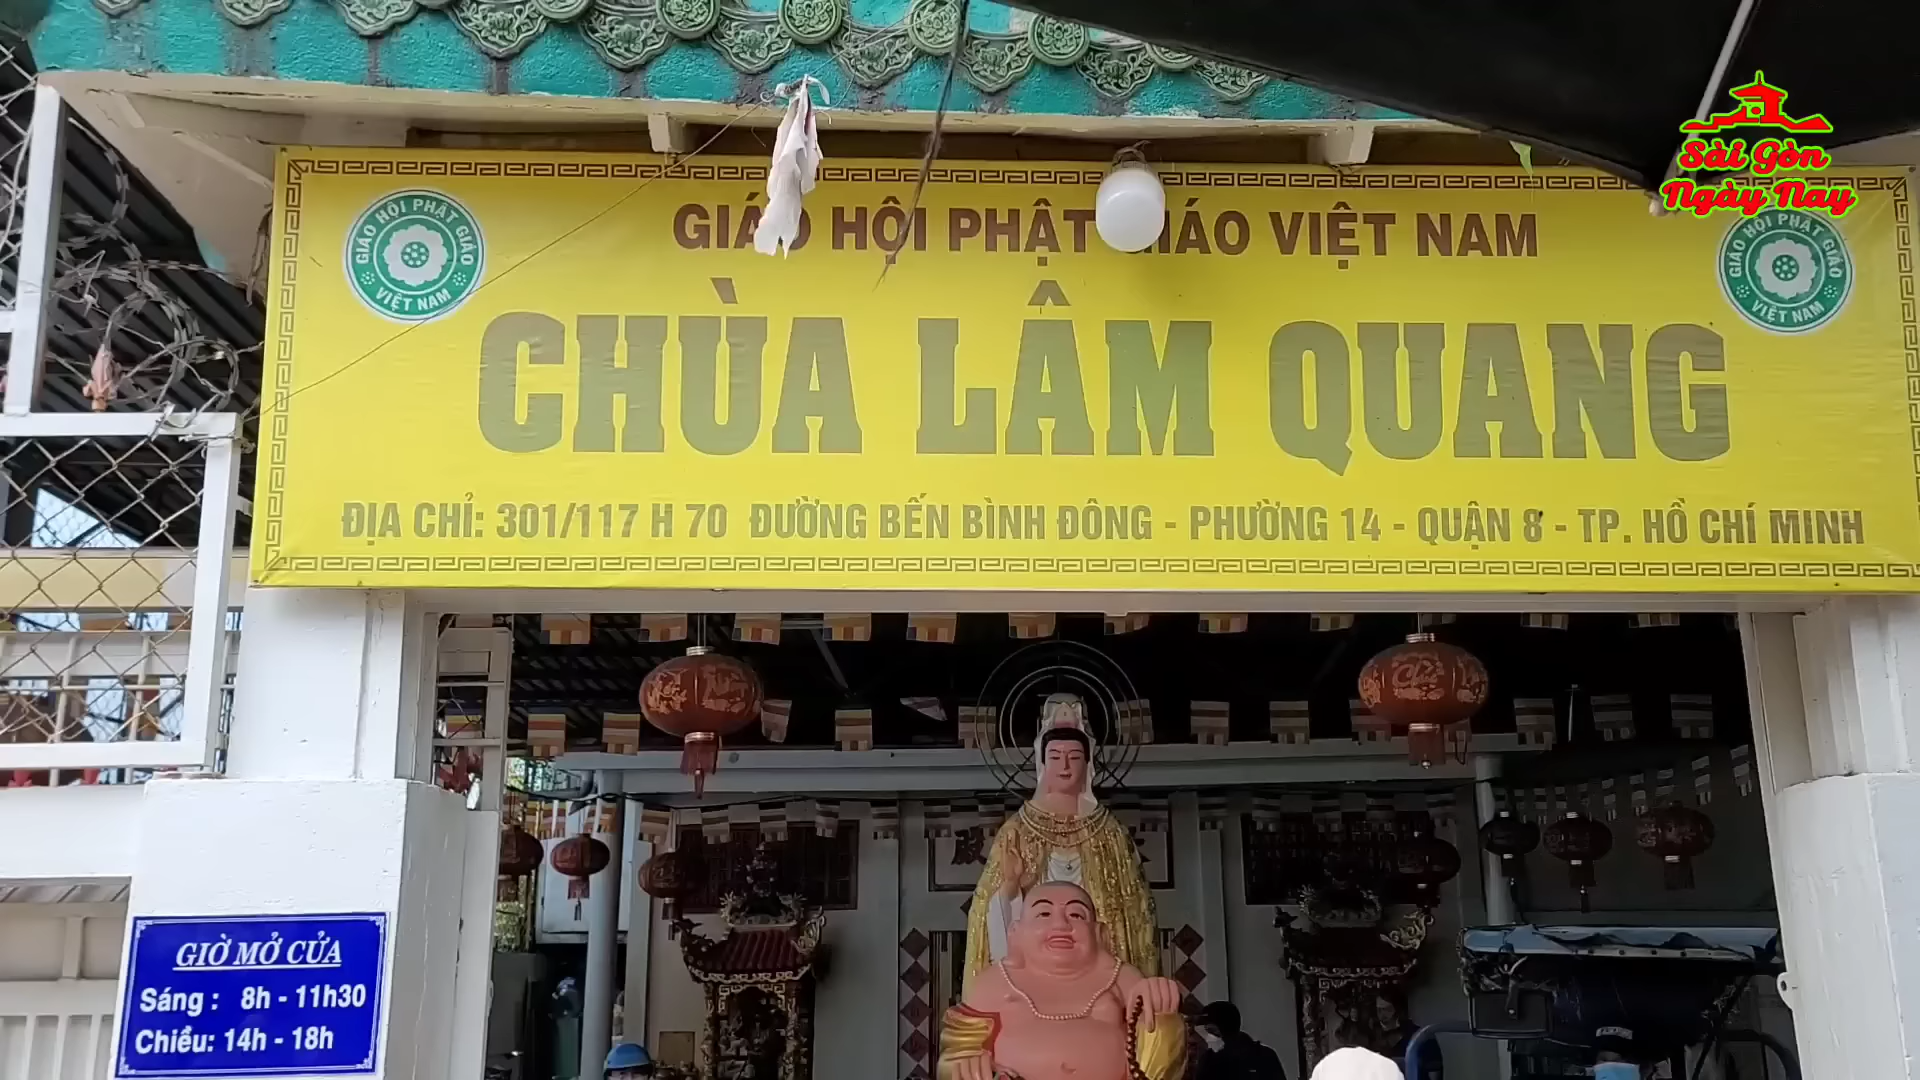 Sài Gòn
Ngày Nay
GIÁO HỘI PHẬT GIÁO VIỆT NAM
GIÁO HỘI PHẬT GIÁO
VIỆT NAM
GIÁO HỘI PHẬT GIÁO
VIỆT NAM
CHÙA LÂM QUANG
ĐỊA CHỈ: 301/117 H 70 ĐƯỜNG BẾN BÌNH ĐÔNG - PHƯỜNG 14 - QUẬN 8 - TP. HỒ CHÍ MINH
GIỜ MỞ CỬA
Sáng : 8h - 11h30
Chiều: 14h - 18h